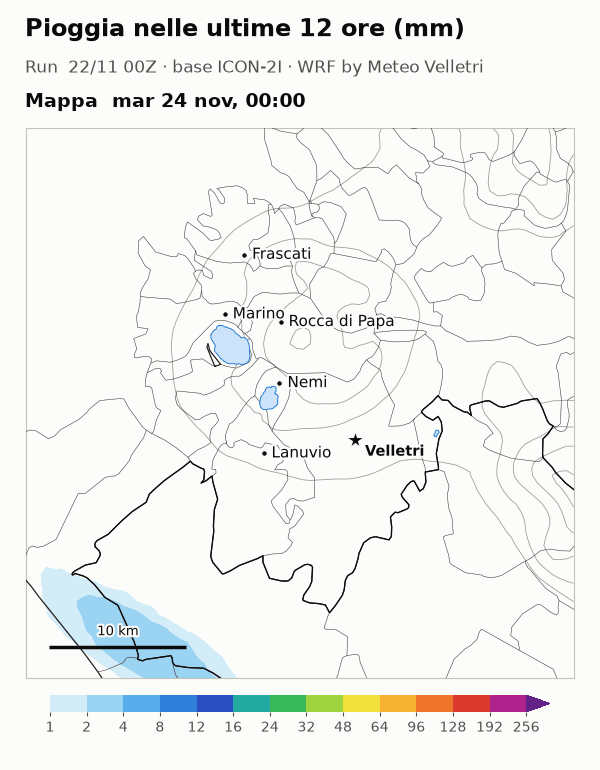 Pioggia nelle ultime 12 ore (mm)
Run  22/11 00Z · base ICON-2I · WRF by Meteo Velletri
Mappa  mar 24 nov, 00:00
Frascati
Marino
Rocca di Papa
Nemi
Velletri
Lanuvio
10 km
1 2 4 8 12 16 24 32 48 64 96 128 192 256